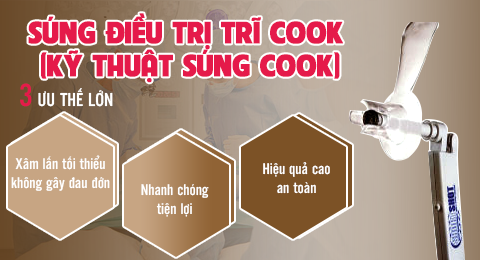 SÚNG ĐIỀU TRỊ TRĨ COOK
(KỸ THUẬT SÚNG COOK)
3 ƯU THẾ LỚN
Xâm lấn tối thiểu
không gây đau đớn
Nhanh chóng
tiện lợi
Hiệu quả cao
an toàn